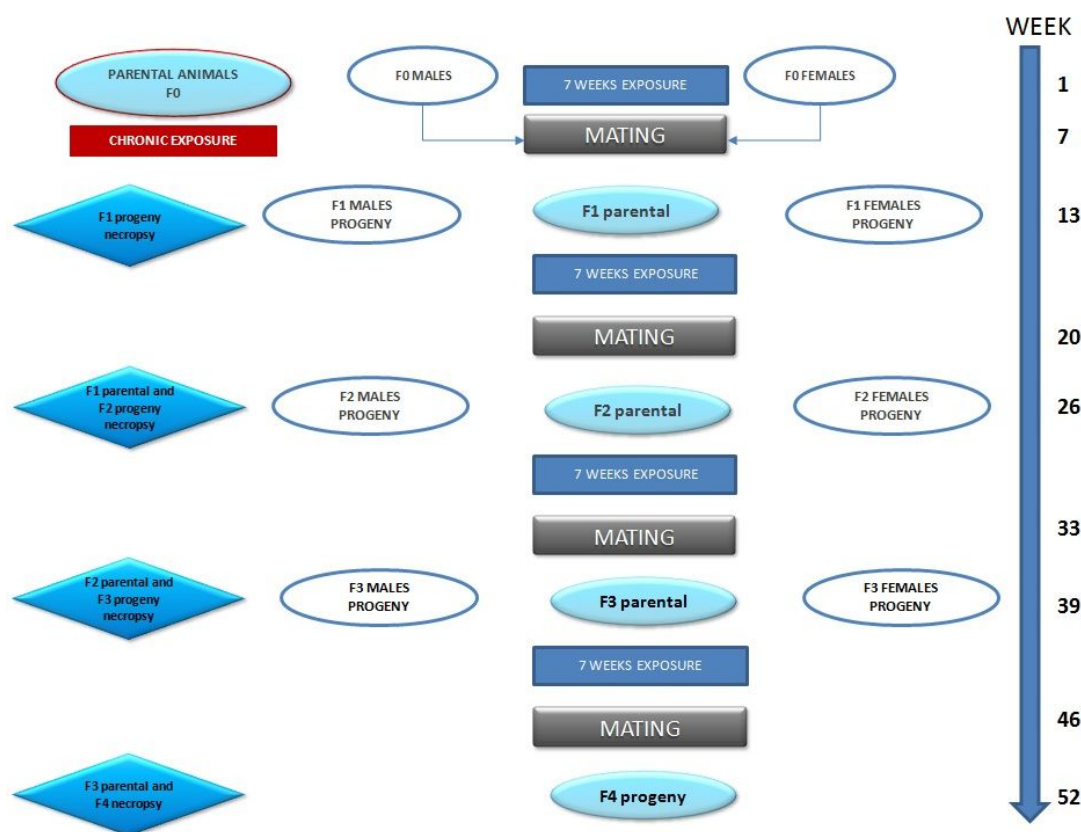 WEEK
PARENTAL ANIMALS
F0
F0 MALES
7 WEEKS EXPOSURE
F0 FEMALES
1
CHRONIC EXPOSURE
MATING
7
F1 progeny
necropsy
F1 MALES
PROGENY
F1 parental
F1 FEMALES
PROGENY
13
7 WEEKS EXPOSURE
MATING
20
F1 parental and
F2 progeny
necropsy
F2 MALES
PROGENY
F2 parental
F2 FEMALES
PROGENY
26
7 WEEKS EXPOSURE
MATING
33
F2 parental and
F3 progeny
necropsy
F3 MALES
PROGENY
F3 parental
F3 FEMALES
PROGENY
39
7 WEEKS EXPOSURE
MATING
46
F3 parental and
F4 necropsy
F4 progeny
52